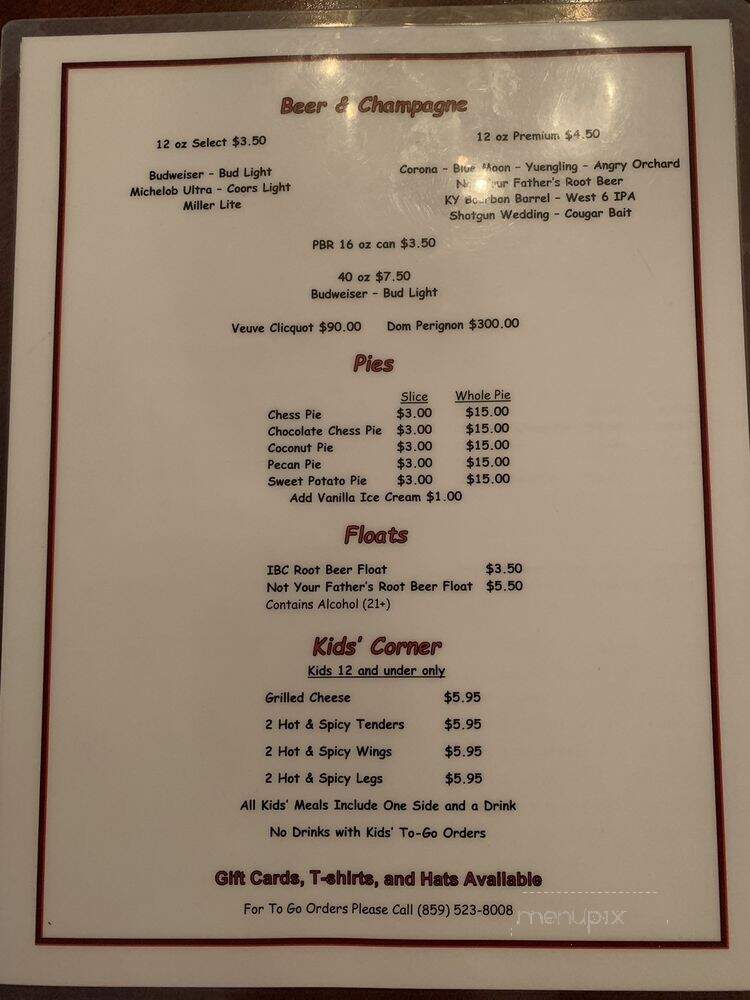 Beer & Champagne
12 oz Select $3.50
Budweiser - Bud Light
Michelob Ultra - Coors Light
Miller Lite
12 oz Premium $4.50
Corona - Blue Moon - Yuengling - Angry Orchard
Not Your Father's Root Beer
KY Bourbon Barrel - West 6 IPA
Shotgun Wedding - Cougar Bait
PBR 16 oz can $3.50
40 oz $7.50
Budweiser - Bud Light
Veuve Clicquot $90.00 Dom Perignon $300.00
Pies
Slice Whole Pie
Chess Pie $3.00 $15.00
Chocolate Chess Pie $3.00 $15.00
Coconut Pie $3.00 $15.00
Pecan Pie $3.00 $15.00
Sweet Potato Pie $3.00 $15.00
Add Vanilla Ice Cream $1.00
Floats
IBC Root Beer Float $3.50
Not Your Father's Root Beer Float $5.50
Contains Alcohol (21+)
Kids' Corner
Kids 12 and under only
Grilled Cheese $5.95
2 Hot & Spicy Tenders $5.95
2 Hot & Spicy Wings $5.95
2 Hot & Spicy Legs $5.95
All Kids' Meals Include One Side and a Drink
No Drinks with Kids' To-Go Orders
Gift Cards, T-shirts, and Hats Available
For To Go Orders Please Call (859) 523-8008
menupix